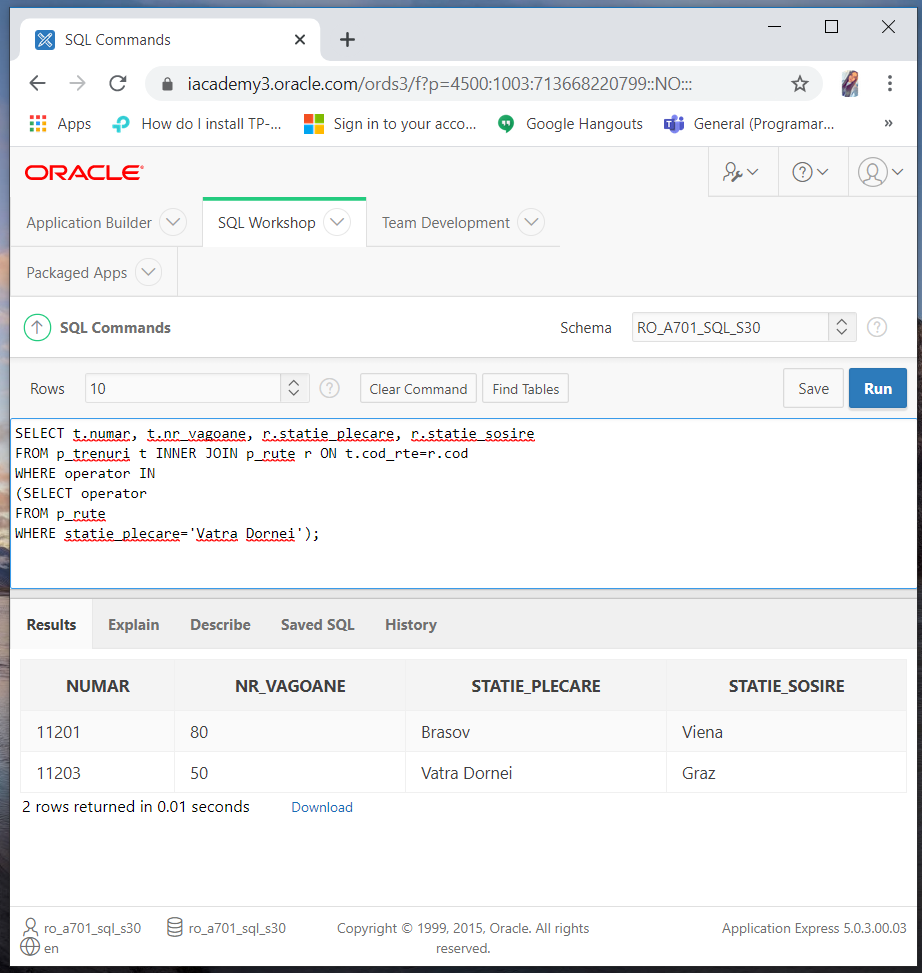 SQL Commands
iacademy3.oracle.com/ords3/f?p=4500:1003:713668220799::NO:::
Apps How do I install TP-... Sign in to your acco... Google Hangouts General (Programar... »
ORACLE
Application Builder SQL Workshop Team Development
Packaged Apps
SQL Commands Schema RO_A701_SQL_S30
Rows 10 Clear Command Find Tables Save Run
SELECT t.numar, t.nr_vagoane, r.statie_plecare, r.statie_sosire
FROM p_trenuri t INNER JOIN p_rute r ON t.cod_rte=r.cod
WHERE operator IN
(SELECT operator
FROM p_rute
WHERE statie_plecare='Vatra Dornei');
Results Explain Describe Saved SQL History
NUMAR NR_VAGOANE STATIE_PLECARE STATIE_SOSIRE
11201 80 Brasov Viena
11203 50 Vatra Dornei Graz
2 rows returned in 0.01 seconds Download
ro_a701_sql_s30 ro_a701_sql_s30 Copyright © 1999, 2015, Oracle. All rights Application Express 5.0.3.00.03
en reserved.